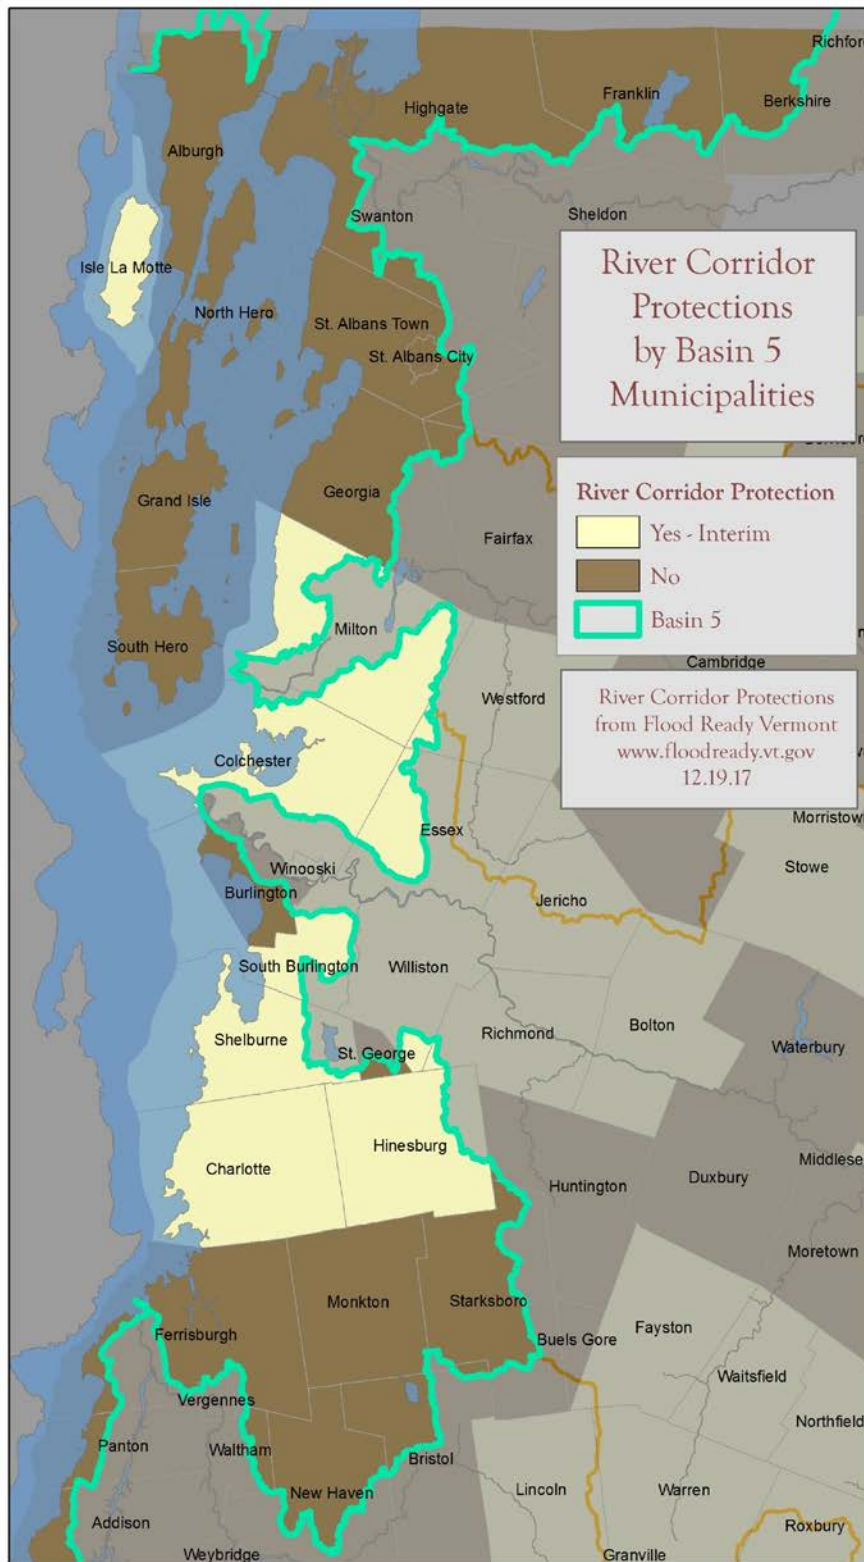 Richford
Franklin
Highgate
Berkshire
Alburgh
Swanton
Sheldon
Isle La Motte
North Hero
St. Albans Town
St. Albans City
River Corridor
Protections
by Basin 5
Municipalities
Grand Isle
Georgia
Fairfax
River Corridor Protection
Yes - Interim
No
Basin 5
Milton
South Hero
Cambridge
Westford
River Corridor Protections
from Flood Ready Vermont
www.floodready.vt.gov
12.19.17
Colchester
Essex
Morristow
Stowe
Winooski
Burlington
Jericho
South Burlington
Williston
Richmond
Bolton
Shelburne
St. George
Waterbury
Hinesburg
Charlotte
Huntington
Duxbury
Middlese
Moretown
Monkton
Starksboro
Ferrisburgh
Buels Gore
Fayston
Waitsfield
Vergennes
Northfield
Panton
Waltham
Bristol
New Haven
Lincoln
Warren
Addison
Roxbury
Weybridge
Granville